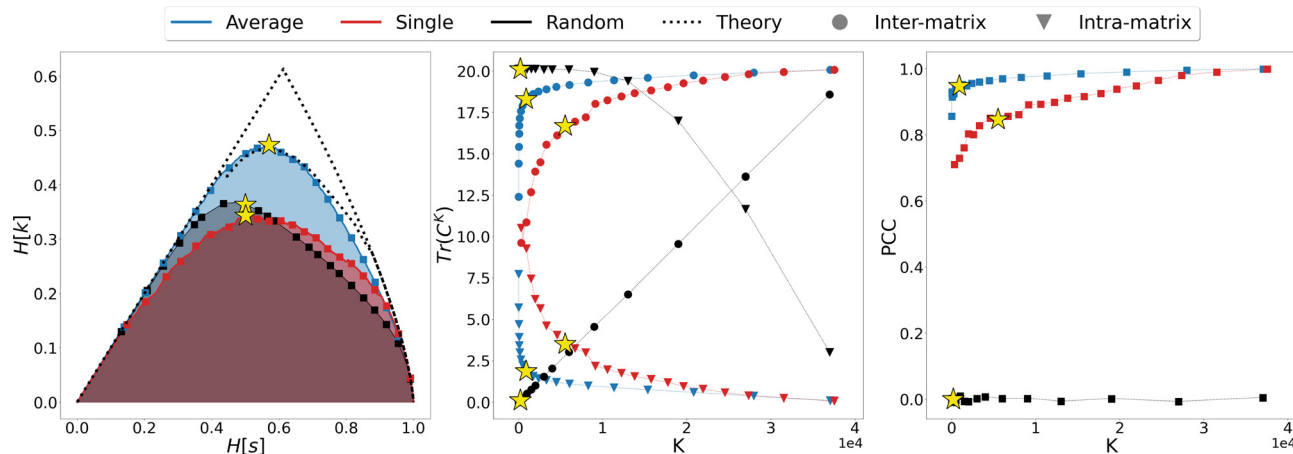 Average Single Random Theory Inter-matrix Intra-matrix
0.6
0.5
0.4
0.3
0.2
0.1
0.0
H[k]
0.0 0.2 0.4 0.6 0.8 1.0
H[s]
20.0
17.5
15.0
12.5
10.0
7.5
5.0
2.5
0.0
Tr(C^K)
0 1 2 3 4
1e4
K
1.0
0.8
0.6
0.4
0.2
0.0
PCC
0 1 2 3 4
1e4
K